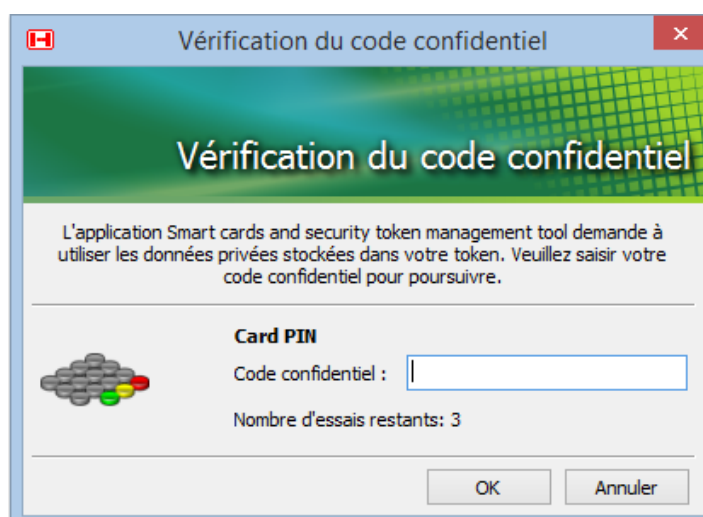 Vérification du code confidentiel
Vérification du code confidentiel
L'application Smart cards and security token management tool demande à
utiliser les données privées stockées dans votre token. Veuillez saisir votre
code confidentiel pour poursuivre.
Card PIN
Code confidentiel :
Nombre d'essais restants: 3
OK Annuler